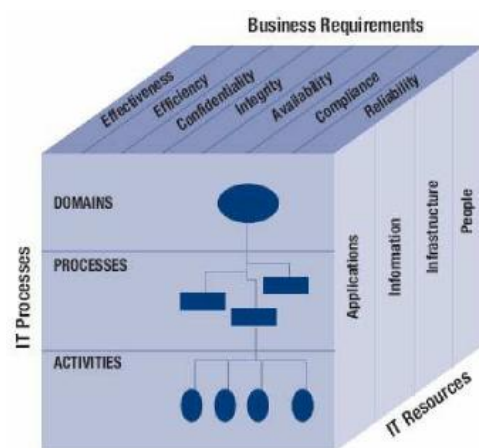 Business Requirements
Effectiveness
Efficiency
Confidentiality
Integrity
Availability
Compliance
Reliability
IT Processes
DOMAINS
PROCESSES
ACTIVITIES
Applications
Information
Infrastructure
People
IT Resources